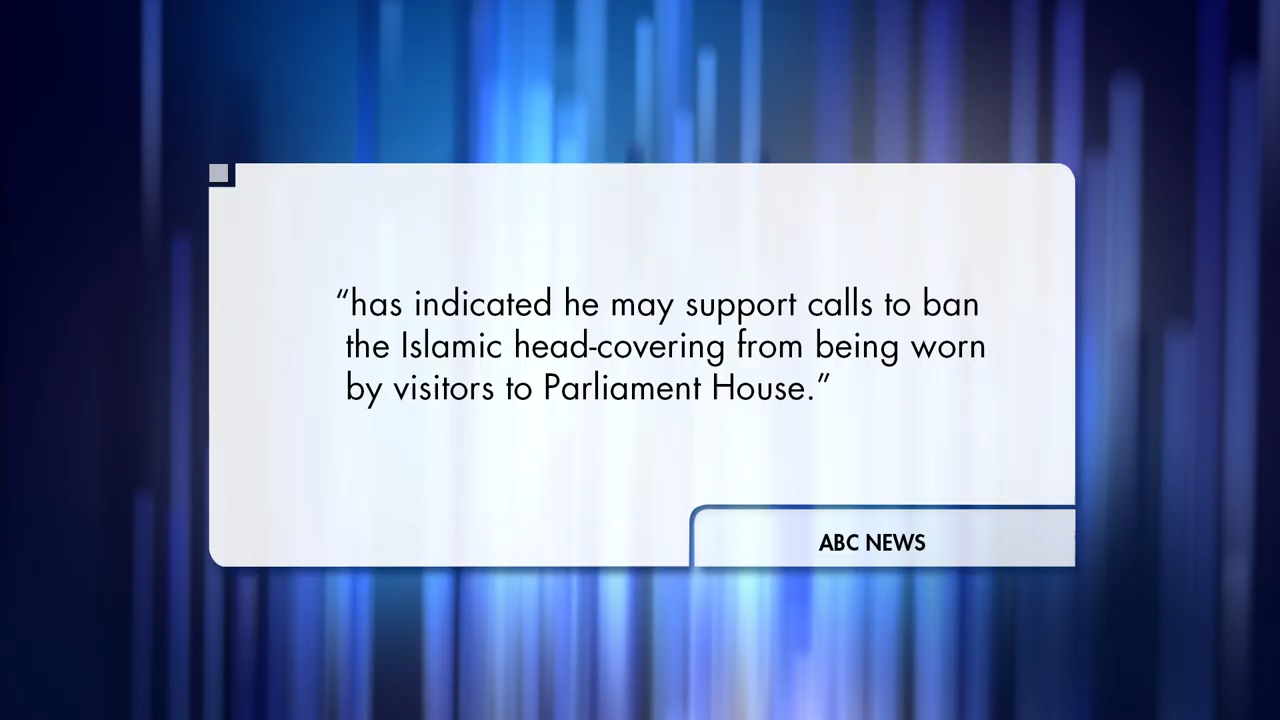 “has indicated he may support calls to ban
the Islamic head-covering from being worn
by visitors to Parliament House.”
ABC NEWS